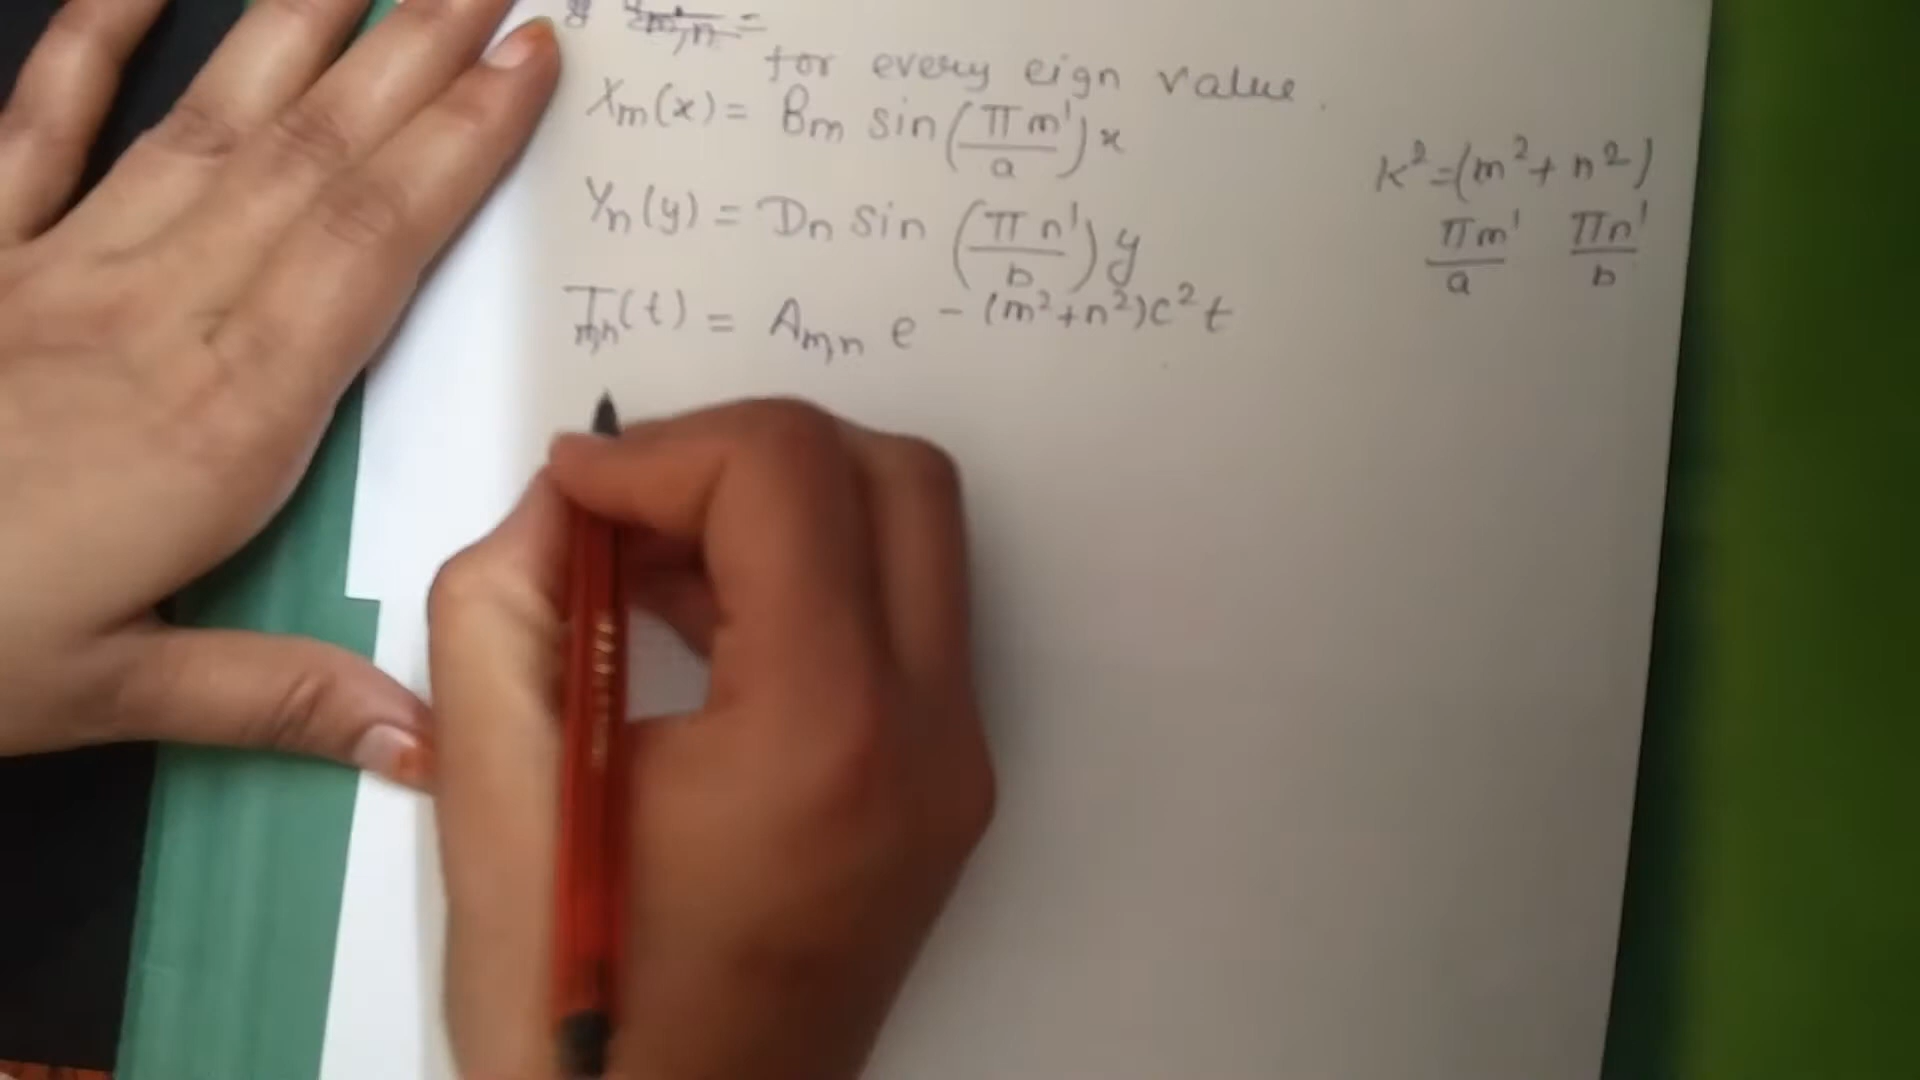 for every eign value.
Xm(x) = Bm sin(πm'/a)x
k²=(m²+n²)
Yn(y) = Dn sin (πn'/b)y
πm'/a πn'/b
Tm,n(t) = Am,n e^-(m²+n²)c²t